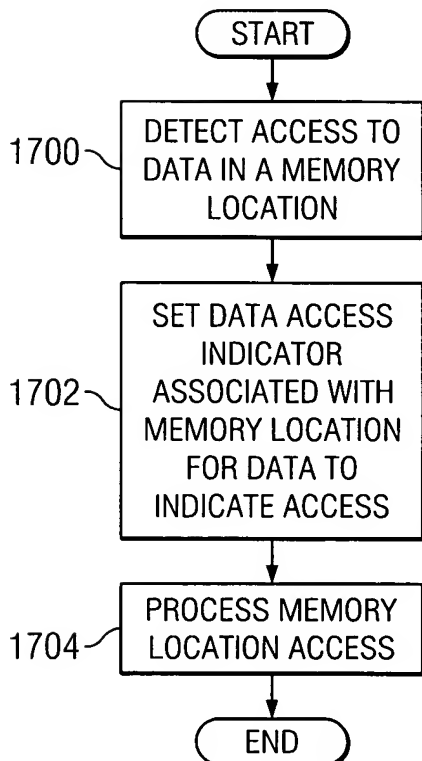 START
1700
DETECT ACCESS TO
DATA IN A MEMORY
LOCATION
1702
SET DATA ACCESS
INDICATOR
ASSOCIATED WITH
MEMORY LOCATION
FOR DATA TO
INDICATE ACCESS
1704
PROCESS MEMORY
LOCATION ACCESS
END